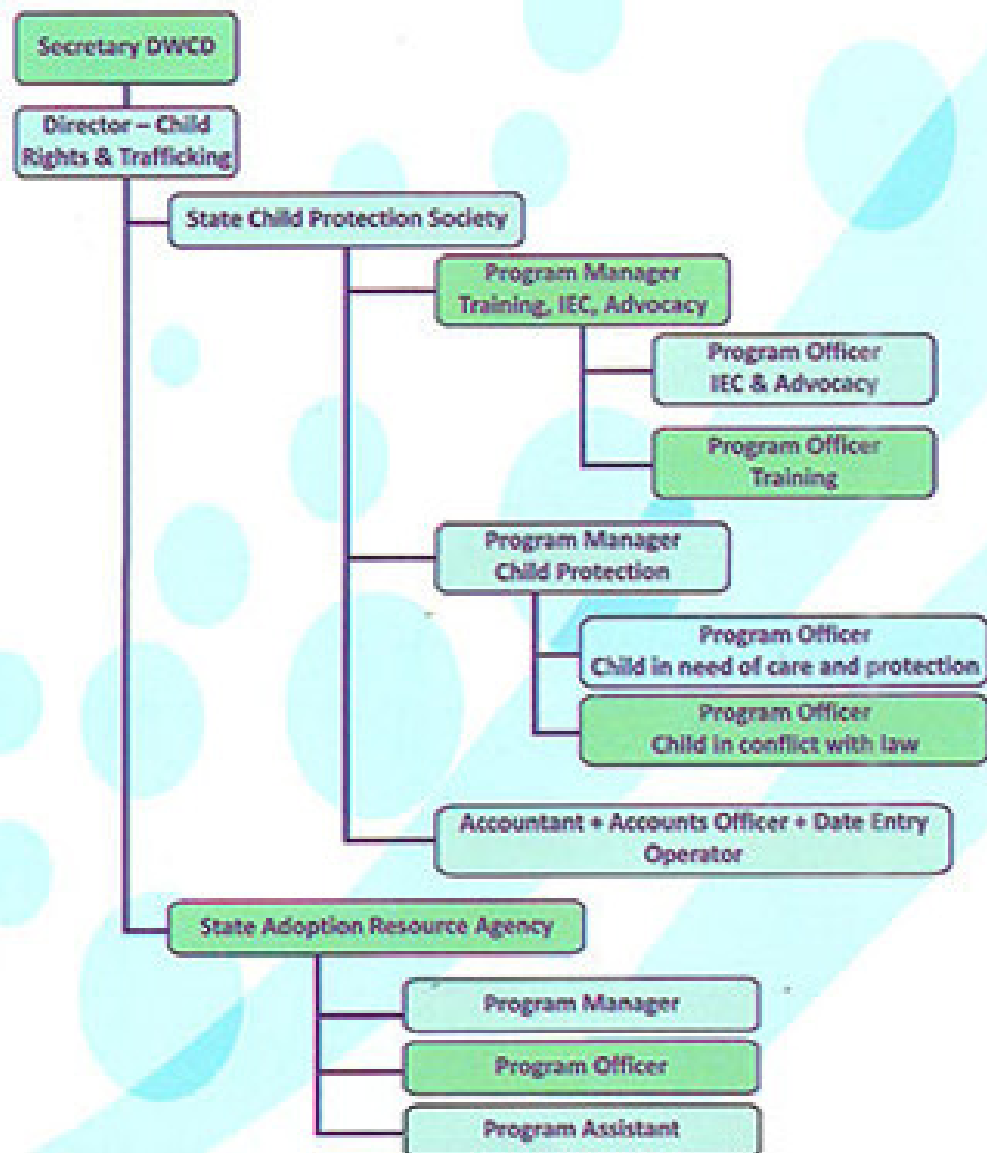 Secretary DWCD
Director – Child
Rights & Trafficking
State Child Protection Society
Program Manager
Training, IEC, Advocacy
Program Officer
IEC & Advocacy
Program Officer
Training
Program Manager
Child Protection
Program Officer
Child in need of care and protection
Program Officer
Child in conflict with law
Accountant + Accounts Officer + Date Entry
Operator
State Adoption Resource Agency
Program Manager
Program Officer
Program Assistant